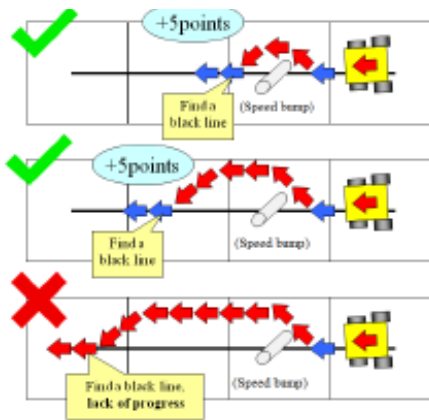 +5points
Find a
black line
(Speed bump)
+5points
Find a
black line
(Speed bump)
Find a black line,
lack of progress
(Speed bump)